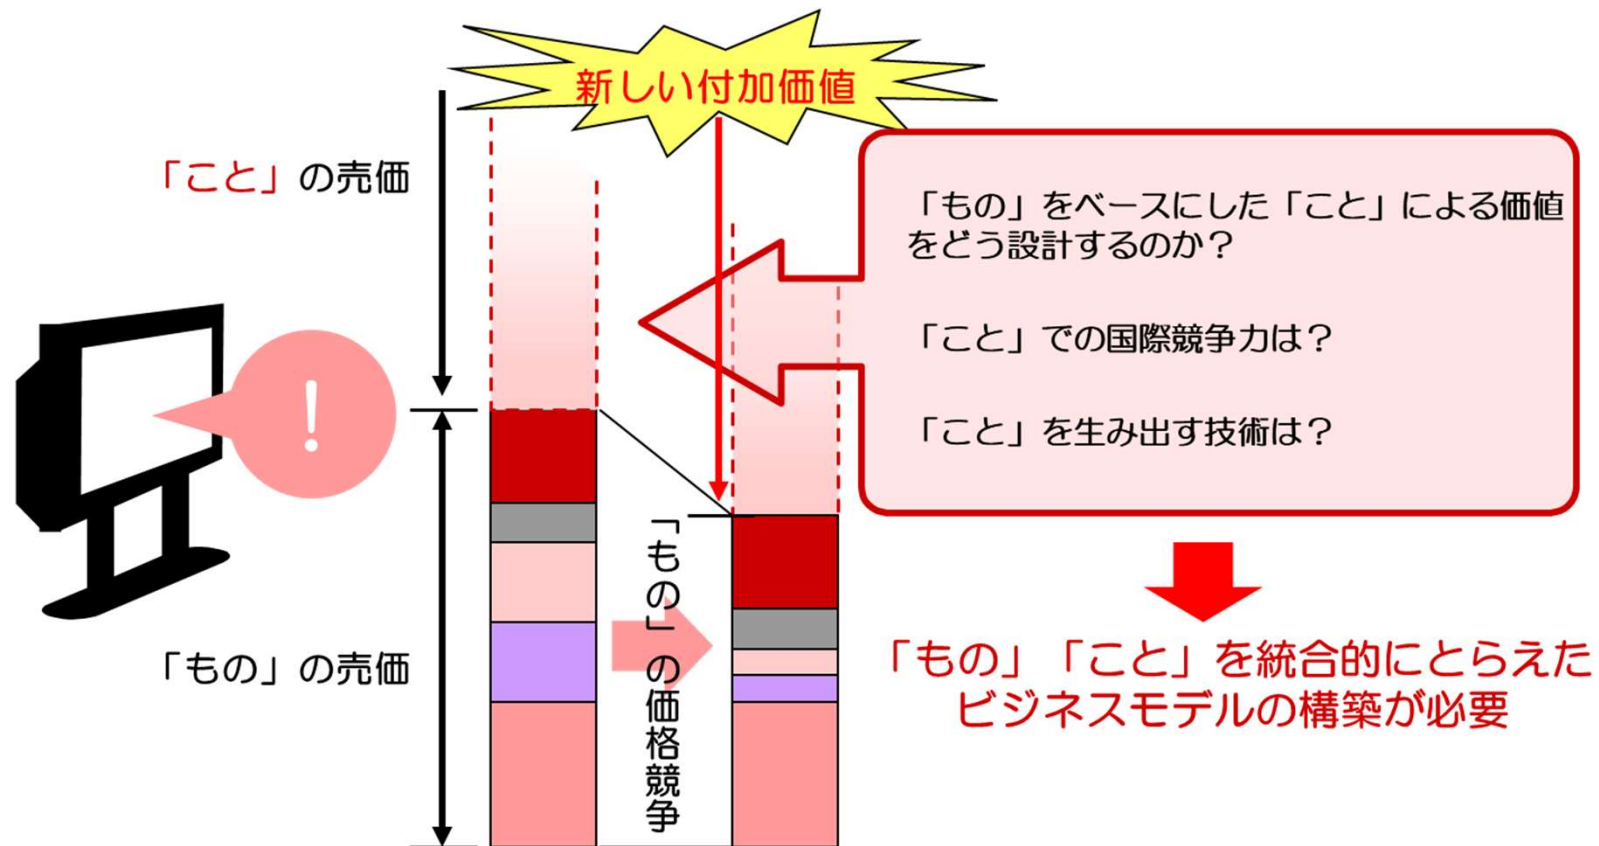 新しい付加価値
「こと」の売価
「もの」をベースにした「こと」による価値
をどう設計するのか?
「こと」での国際競争力は?
「こと」を生み出す技術は?
!
「もの」の売価
「もの」の価格競争
「もの」「こと」を統合的にとらえた
ビジネスモデルの構築が必要